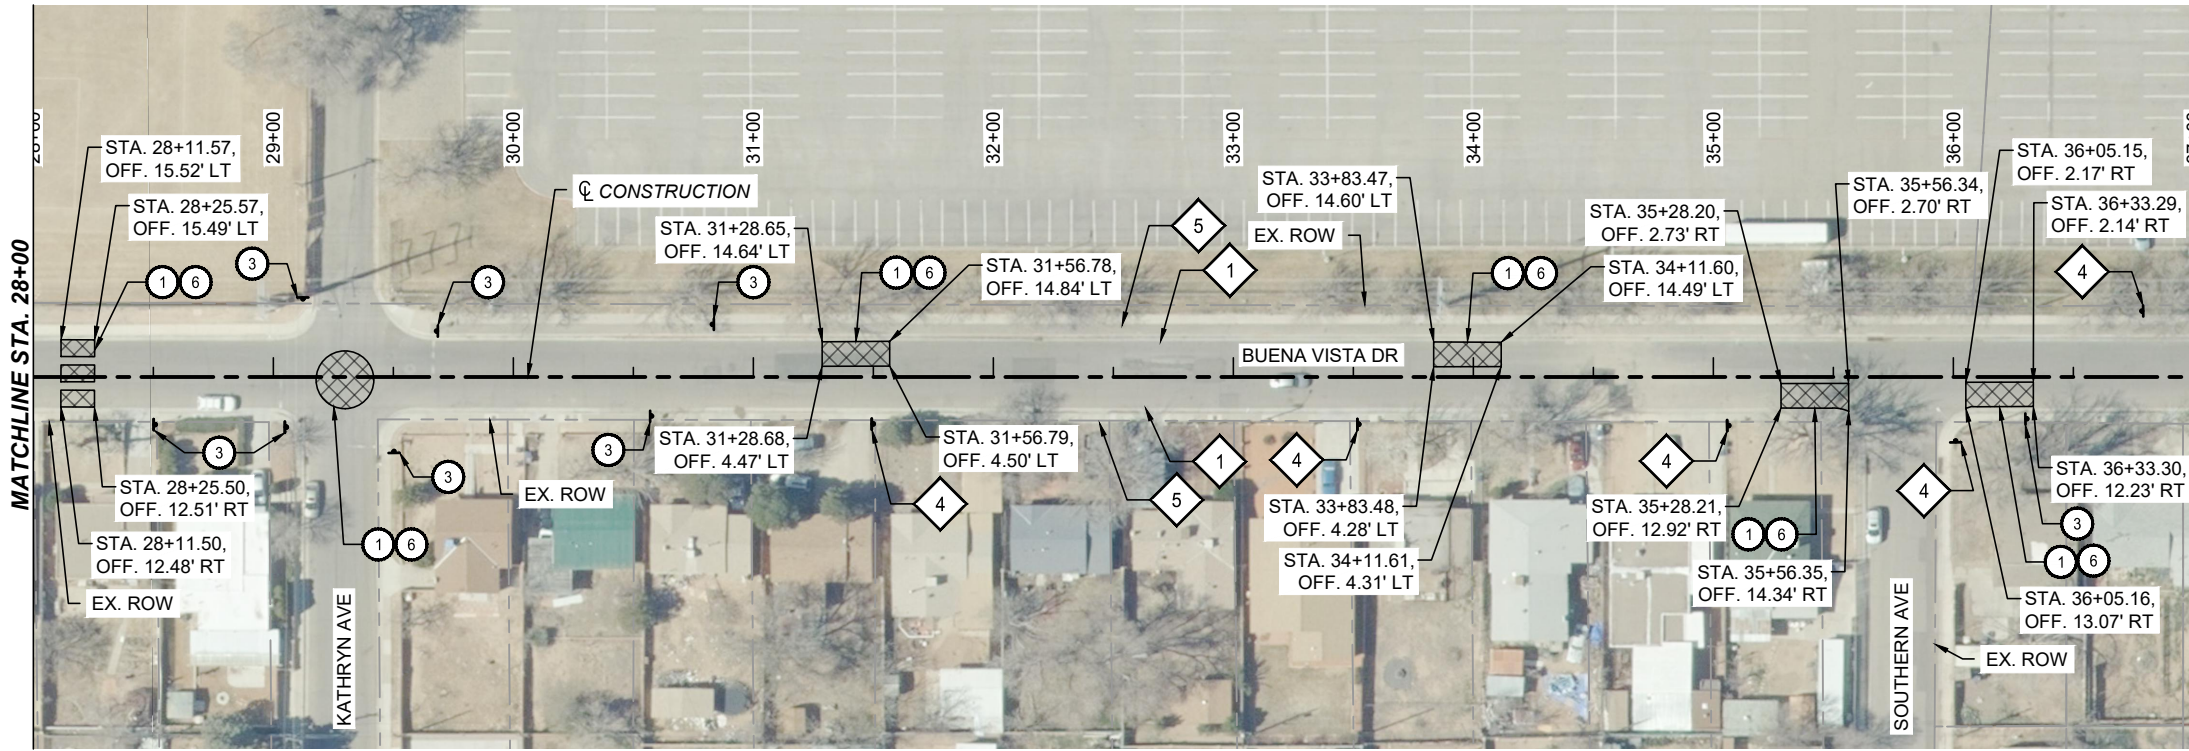 MATCHLINE STA. 28+00
29+00
30+00
31+00
32+00
33+00
34+00
35+00
36+00
STA. 28+11.57,
OFF. 15.52' LT
STA. 28+25.57,
OFF. 15.49' LT
1 6
3
3
℄ CONSTRUCTION
STA. 31+28.65,
OFF. 14.64' LT
3
1 6
STA. 31+56.78,
OFF. 14.84' LT
5
1
EX. ROW
STA. 33+83.47,
OFF. 14.60' LT
1 6
STA. 34+11.60,
OFF. 14.49' LT
STA. 35+28.20,
OFF. 2.73' RT
STA. 35+56.34,
OFF. 2.70' RT
STA. 36+05.15,
OFF. 2.17' RT
STA. 36+33.29,
OFF. 2.14' RT
4
BUENA VISTA DR
3
STA. 28+25.50,
OFF. 12.51' RT
STA. 28+11.50,
OFF. 12.48' RT
EX. ROW
KATHRYN AVE
1 6
3
EX. ROW
3
STA. 31+28.68,
OFF. 4.47' LT
STA. 31+56.79,
OFF. 4.50' LT
4
1
5
4
STA. 33+83.48,
OFF. 4.28' LT
STA. 34+11.61,
OFF. 4.31' LT
4
STA. 35+28.21,
OFF. 12.92' RT
1 6
STA. 35+56.35,
OFF. 14.34' RT
SOUTHERN AVE
4
STA. 36+33.30,
OFF. 12.23' RT
3
1 6
STA. 36+05.16,
OFF. 13.07' RT
EX. ROW